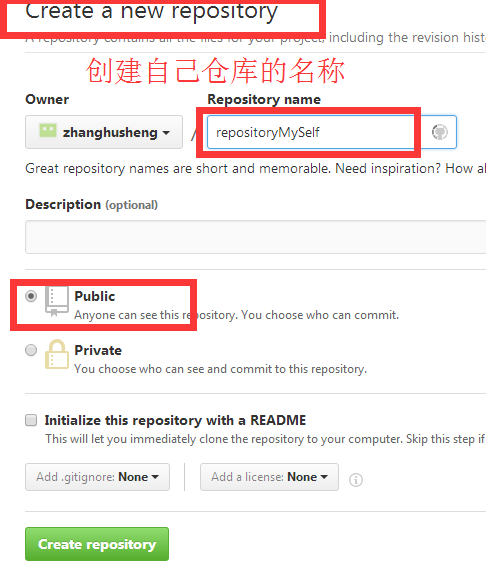 Create a new repository
A repository contains all the files for your project, including the revision hist
创建自己仓库的名称
Owner Repository name
zhanghusheng / repositoryMySelf
Great repository names are short and memorable. Need inspiration? How a
Description (optional)
Public
Anyone can see this repository. You choose who can commit.
Private
You choose who can see and commit to this repository.
Initialize this repository with a README
This will let you immediately clone the repository to your computer. Skip this step if
Add .gitignore: None Add a license: None
Create repository